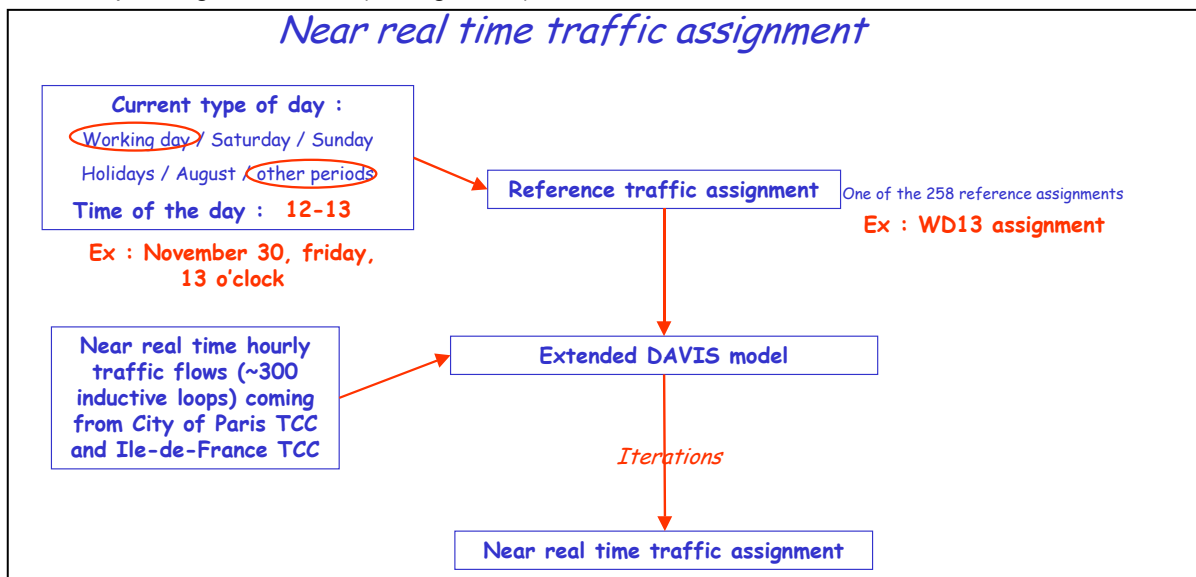 Near real time traffic assignment
Current type of day :
Working day / Saturday / Sunday
Holidays / August / other periods
Time of the day : 12-13
Ex : November 30, friday,
13 o'clock
Reference traffic assignment
One of the 258 reference assignments
Ex : WD13 assignment
Near real time hourly
traffic flows (~300
inductive loops) coming
from City of Paris TCC
and Ile-de-France TCC
Extended DAVIS model
Iterations
Near real time traffic assignment